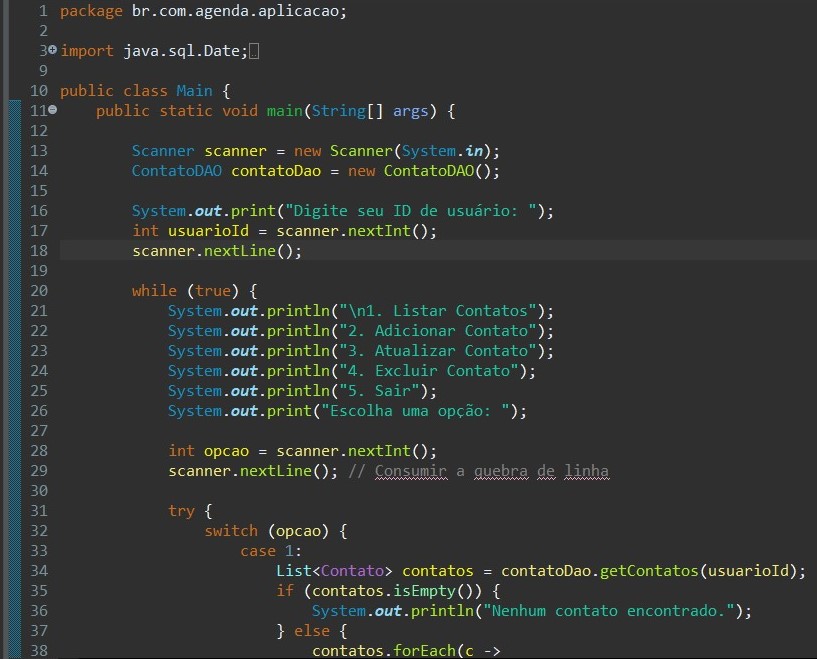 1 package br.com.agenda.aplicacao;
2
3 import java.sql.Date;
9
10 public class Main {
11 public static void main(String[] args) {
12
13 Scanner scanner = new Scanner(System.in);
14 ContatoDAO contatoDao = new ContatoDAO();
15
16 System.out.print("Digite seu ID de usuário: ");
17 int usuarioId = scanner.nextInt();
18 scanner.nextLine();
19
20 while (true) {
21 System.out.println("\n1. Listar Contatos");
22 System.out.println("2. Adicionar Contato");
23 System.out.println("3. Atualizar Contato");
24 System.out.println("4. Excluir Contato");
25 System.out.println("5. Sair");
26 System.out.print("Escolha uma opção: ");
27
28 int opcao = scanner.nextInt();
29 scanner.nextLine(); // Consumir a quebra de linha
30
31 try {
32 switch (opcao) {
33 case 1:
34 List<Contato> contatos = contatoDao.getContatos(usuarioId);
35 if (contatos.isEmpty()) {
36 System.out.println("Nenhum contato encontrado.");
37 } else {
38 contatos.forEach(c ->